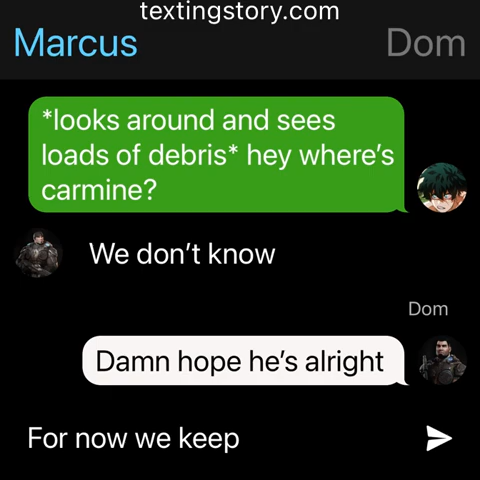 textingstory.com
Marcus
Dom
*looks around and sees
loads of debris* hey where’s
carmine?
We don’t know
Dom
Damn hope he’s alright
For now we keep